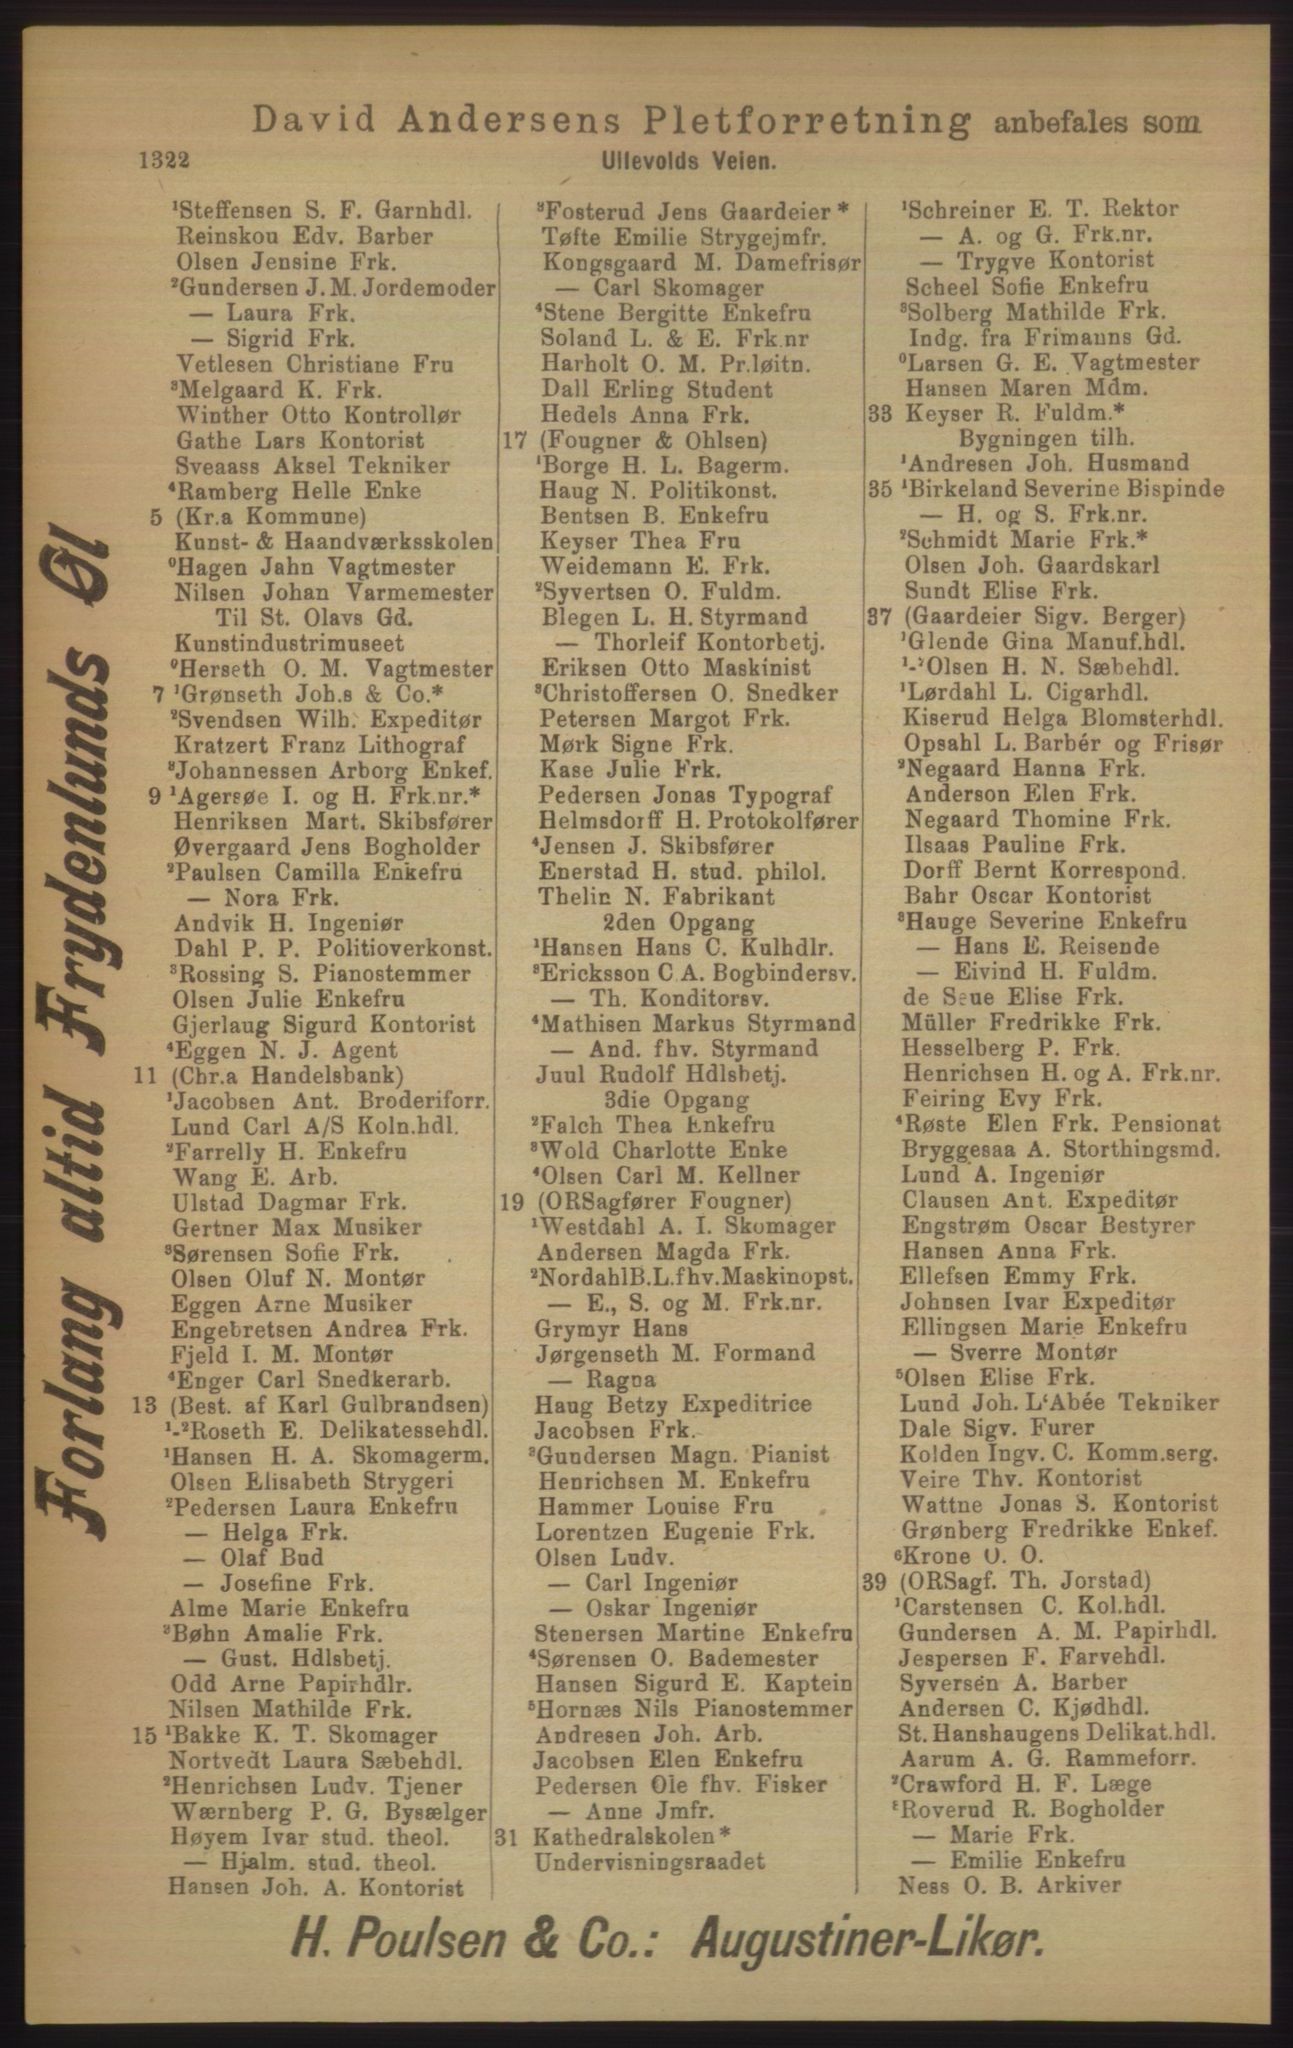 David Andersens Pletforretning anbefales som
1322
Ullevolds Veien.
¹Steffensen S. F. Garnhdl.
Reinskou Edv. Barber
Olsen Jensine Frk.
²Gundersen J. M. Jordemoder
— Laura Frk.
— Sigrid Frk.
Vetlesen Christiane Fru
³Melgaard K. Frk.
Winther Otto Kontrollør
Gathe Lars Kontorist
Sveaass Aksel Tekniker
⁴Ramberg Helle Enke
5 (Kr.a Kommune)
Kunst- & Haandværksskolen
⁰Hagen Jahn Vagtmester
Nilsen Johan Varmemester
Til St. Olavs Gd.
Kunstindustrimuseet
⁰Herseth O. M. Vagtmester
7 ¹Grønseth Joh.s & Co.*
²Svendsen Wilh. Expeditør
Kratzert Franz Lithograf
³Johannessen Arborg Enkef.
9 ¹Agersøe I. og H. Frk.nr.*
Henriksen Mart. Skibsfører
Øvergaard Jens Bogholder
²Paulsen Camilla Enkefru
— Nora Frk.
Andvik H. Ingeniør
Dahl P. P. Politioverkonst.
³Rossing S. Pianostemmer
Olsen Julie Enkefru
Gjerlaug Sigurd Kontorist
⁴Eggen N. J. Agent
11 (Chr.a Handelsbank)
¹Jacobsen Ant. Broderiforr.
Lund Carl A/S Koln.hdl.
²Farrelly H. Enkefru
Wang E. Arb.
Ulstad Dagmar Frk.
Gertner Max Musiker
³Sørensen Sofie Frk.
Olsen Oluf N. Montør
Eggen Arne Musiker
Engebretsen Andrea Frk.
Fjeld I. M. Montør
⁴Enger Carl Snedkerarb.
13 (Best. af Karl Gulbrandsen)
¹-²Roseth E. Delikatessehdl.
¹Hansen H. A. Skomagerm.
Olsen Elisabeth Strygeri
²Pedersen Laura Enkefru
— Helga Frk.
— Olaf Bud
— Josefine Frk.
Alme Marie Enkefru
³Bøhn Amalie Frk.
— Gust. Hdlsbetj.
Odd Arne Papirhdlr.
Nilsen Mathilde Frk.
15 ¹Bakke K. T. Skomager
Nortvedt Laura Sæbehdl.
²Henrichsen Ludv. Tjener
Wærnberg P. G. Bysælger
Høyem Ivar stud. theol.
— Hjalm. stud. theol.
Hansen Joh. A. Kontorist
³Fosterud Jens Gaardeier*
Tøfte Emilie Strygejmfr.
Kongsgaard M. Damefrisør
— Carl Skomager
⁴Stene Bergitte Enkefru
Soland L. & E. Frk.nr
Harholt O. M. Pr.løitn.
Dall Erling Student
Hedels Anna Frk.
17 (Fougner & Ohlsen)
¹Borge H. L. Bagerm.
Haug N. Politikonst.
Bentsen B. Enkefru
Keyser Thea Fru
Weidemann E. Frk.
²Syvertsen O. Fuldm.
Blegen L. H. Styrmand
— Thorleif Kontorbetj.
Eriksen Otto Maskinist
³Christoffersen O. Snedker
Petersen Margot Frk.
Mørk Signe Frk.
Kase Julie Frk.
Pedersen Jonas Typograf
Helmsdorff H. Protokolfører
⁴Jensen J. Skibsfører
Enerstad H. stud. philol.
Thelin N. Fabrikant
2den Opgang
¹Hansen Hans C. Kulhdlr.
³Ericksson C A. Bogbindersv.
— Th. Konditorsv.
⁴Mathisen Markus Styrmand
— And. fhv. Styrmand
Juul Rudolf Hdlsbetj.
3die Opgang
²Falch Thea Enkefru
³Wold Charlotte Enke
⁴Olsen Carl M. Kellner
19 (ORSagfører Fougner)
¹Westdahl A. I. Skomager
Andersen Magda Frk.
²Nordahl B. L. fhv. Maskinopst.
— E., S. og M. Frk.nr.
Grymyr Hans
Jørgenseth M. Formand
— Ragna
Haug Betzy Expeditrice
Jacobsen Frk.
³Gundersen Magn. Pianist
Henrichsen M. Enkefru
Hammer Louise Fru
Lorentzen Eugenie Frk.
Olsen Ludv.
— Carl Ingeniør
— Oskar Ingeniør
Stenersen Martine Enkefru
⁴Sørensen O. Bademester
Hansen Sigurd E. Kaptein
⁵Hornæs Nils Pianostemmer
Andresen Joh. Arb.
Jacobsen Elen Enkefru
Pedersen Ole fhv. Fisker
— Anne Jmfr.
31 Kathedralskolen*
Undervisningsraadet
¹Schreiner E. T. Rektor
— A. og G. Frk.nr.
— Trygve Kontorist
Scheel Sofie Enkefru
³Solberg Mathilde Frk.
Indg. fra Frimanns Gd.
⁰Larsen G. E. Vagtmester
Hansen Maren Mdm.
33 Keyser R. Fuldm.*
Bygningen tilh.
¹Andresen Joh. Husmand
35 ¹Birkeland Severine Bispinde
— H. og S. Frk.nr.
²Schmidt Marie Frk.*
Olsen Joh. Gaardskarl
Sundt Elise Frk.
37 (Gaardeier Sigv. Berger)
¹Glende Gina Manuf.hdl.
¹-²Olsen H. N. Sæbehdl.
¹Lørdahl L. Cigarhdl.
Kiserud Helga Blomsterhdl.
Opsahl L. Barbér og Frisør
²Negaard Hanna Frk.
Anderson Elen Frk.
Negaard Thomine Frk.
Ilsaas Pauline Frk.
Dorff Bernt Korrespond.
Bahr Oscar Kontorist
³Hauge Severine Enkefru
— Hans E. Reisende
— Eivind H. Fuldm.
de Seue Elise Frk.
Müller Fredrikke Frk.
Hesselberg P. Frk.
Henrichsen H. og A. Frk.nr.
Feiring Evy Frk.
⁴Røste Elen Frk. Pensionat
Bryggesaa A. Storthingsmd.
Lund A. Ingeniør
Clausen Ant. Expeditør
Engstrøm Oscar Bestyrer
Hansen Anna Frk.
Ellefsen Emmy Frk.
Johnsen Ivar Expeditør
Ellingsen Marie Enkefru
— Sverre Montør
⁵Olsen Elise Frk.
Lund Joh. L'Abée Tekniker
Dale Sigv. Furer
Kolden Ingv. C. Komm.serg.
Veire Thv. Kontorist
Wattne Jonas S. Kontorist
Grønberg Fredrikke Enkef.
⁶Krone O. O.
39 (ORSagf. Th. Jorstad)
¹Carstensen C. Kol.hdl.
Gundersen A. M. Papirhdl.
Jespersen F. Farvehdl.
Syversen A. Barber
Andersen C. Kjødhdl.
St. Hanshaugens Delikat.hdl.
Aarum A. G. Rammeforr.
²Crawford H. F. Læge
Roverud R. Bogholder
— Marie Frk.
— Emilie Enkefru
Ness O. B. Arkiver
Forlang altid Frydenlunds Øl
H. Poulsen & Co.: Augustiner-Likør.